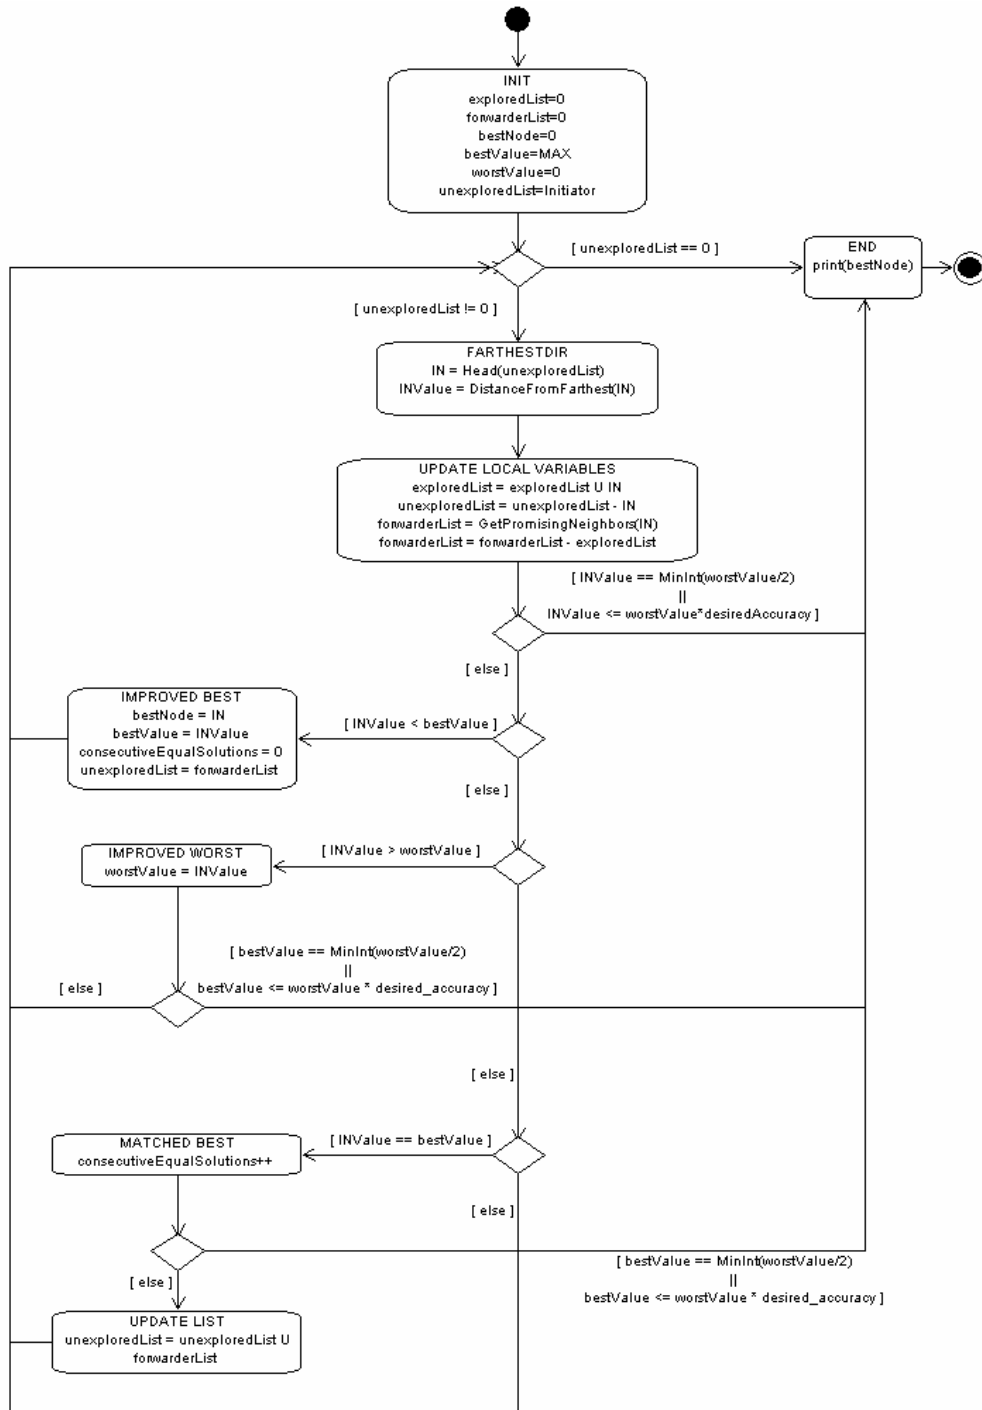 INIT
exploredList=0
forwarderList=0
bestNode=0
bestValue=MAX
worstValue=0
unexploredList=Initiator
[ unexploredList == 0 ]
END
print(bestNode)
[ unexploredList != 0 ]
FARTHESTDIR
IN = Head(unexploredList)
INValue = DistanceFromFarthest(IN)
UPDATE LOCAL VARIABLES
exploredList = exploredList U IN
unexploredList = unexploredList - IN
forwarderList = GetPromisingNeighbors(IN)
forwarderList = forwarderList - exploredList
[ INValue == MinInt(worstValue/2)
||
INValue <= worstValue*desiredAccuracy ]
[ else ]
IMPROVED BEST
bestNode = IN
bestValue = INValue
consecutiveEqualSolutions = 0
unexploredList = forwarderList
[ INValue < bestValue ]
[ else ]
IMPROVED WORST
worstValue = INValue
[ INValue > worstValue ]
[ bestValue == MinInt(worstValue/2)
||
bestValue <= worstValue * desired_accuracy ]
[ else ]
[ else ]
MATCHED BEST
consecutiveEqualSolutions++
[ INValue == bestValue ]
[ else ]
[ bestValue == MinInt(worstValue/2)
||
bestValue <= worstValue * desired_accuracy ]
[ else ]
UPDATE LIST
unexploredList = unexploredList U
forwarderList